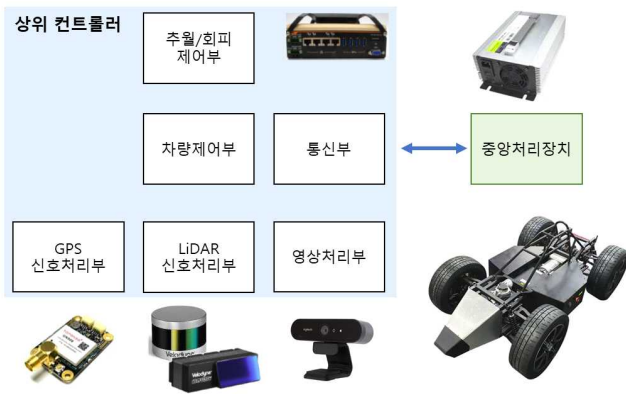 상위 컨트롤러
추월/회피
제어부
차량제어부
통신부
중앙처리장치
GPS
신호처리부
LiDAR
신호처리부
영상처리부
Velodyne
Velodyne